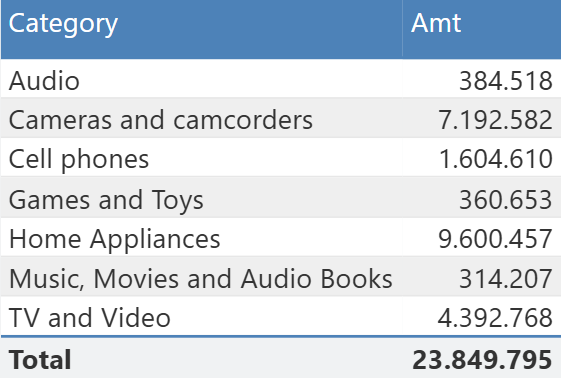 Category Amt
Audio 384.518
Cameras and camcorders 7.192.582
Cell phones 1.604.610
Games and Toys 360.653
Home Appliances 9.600.457
Music, Movies and Audio Books 314.207
TV and Video 4.392.768
Total 23.849.795